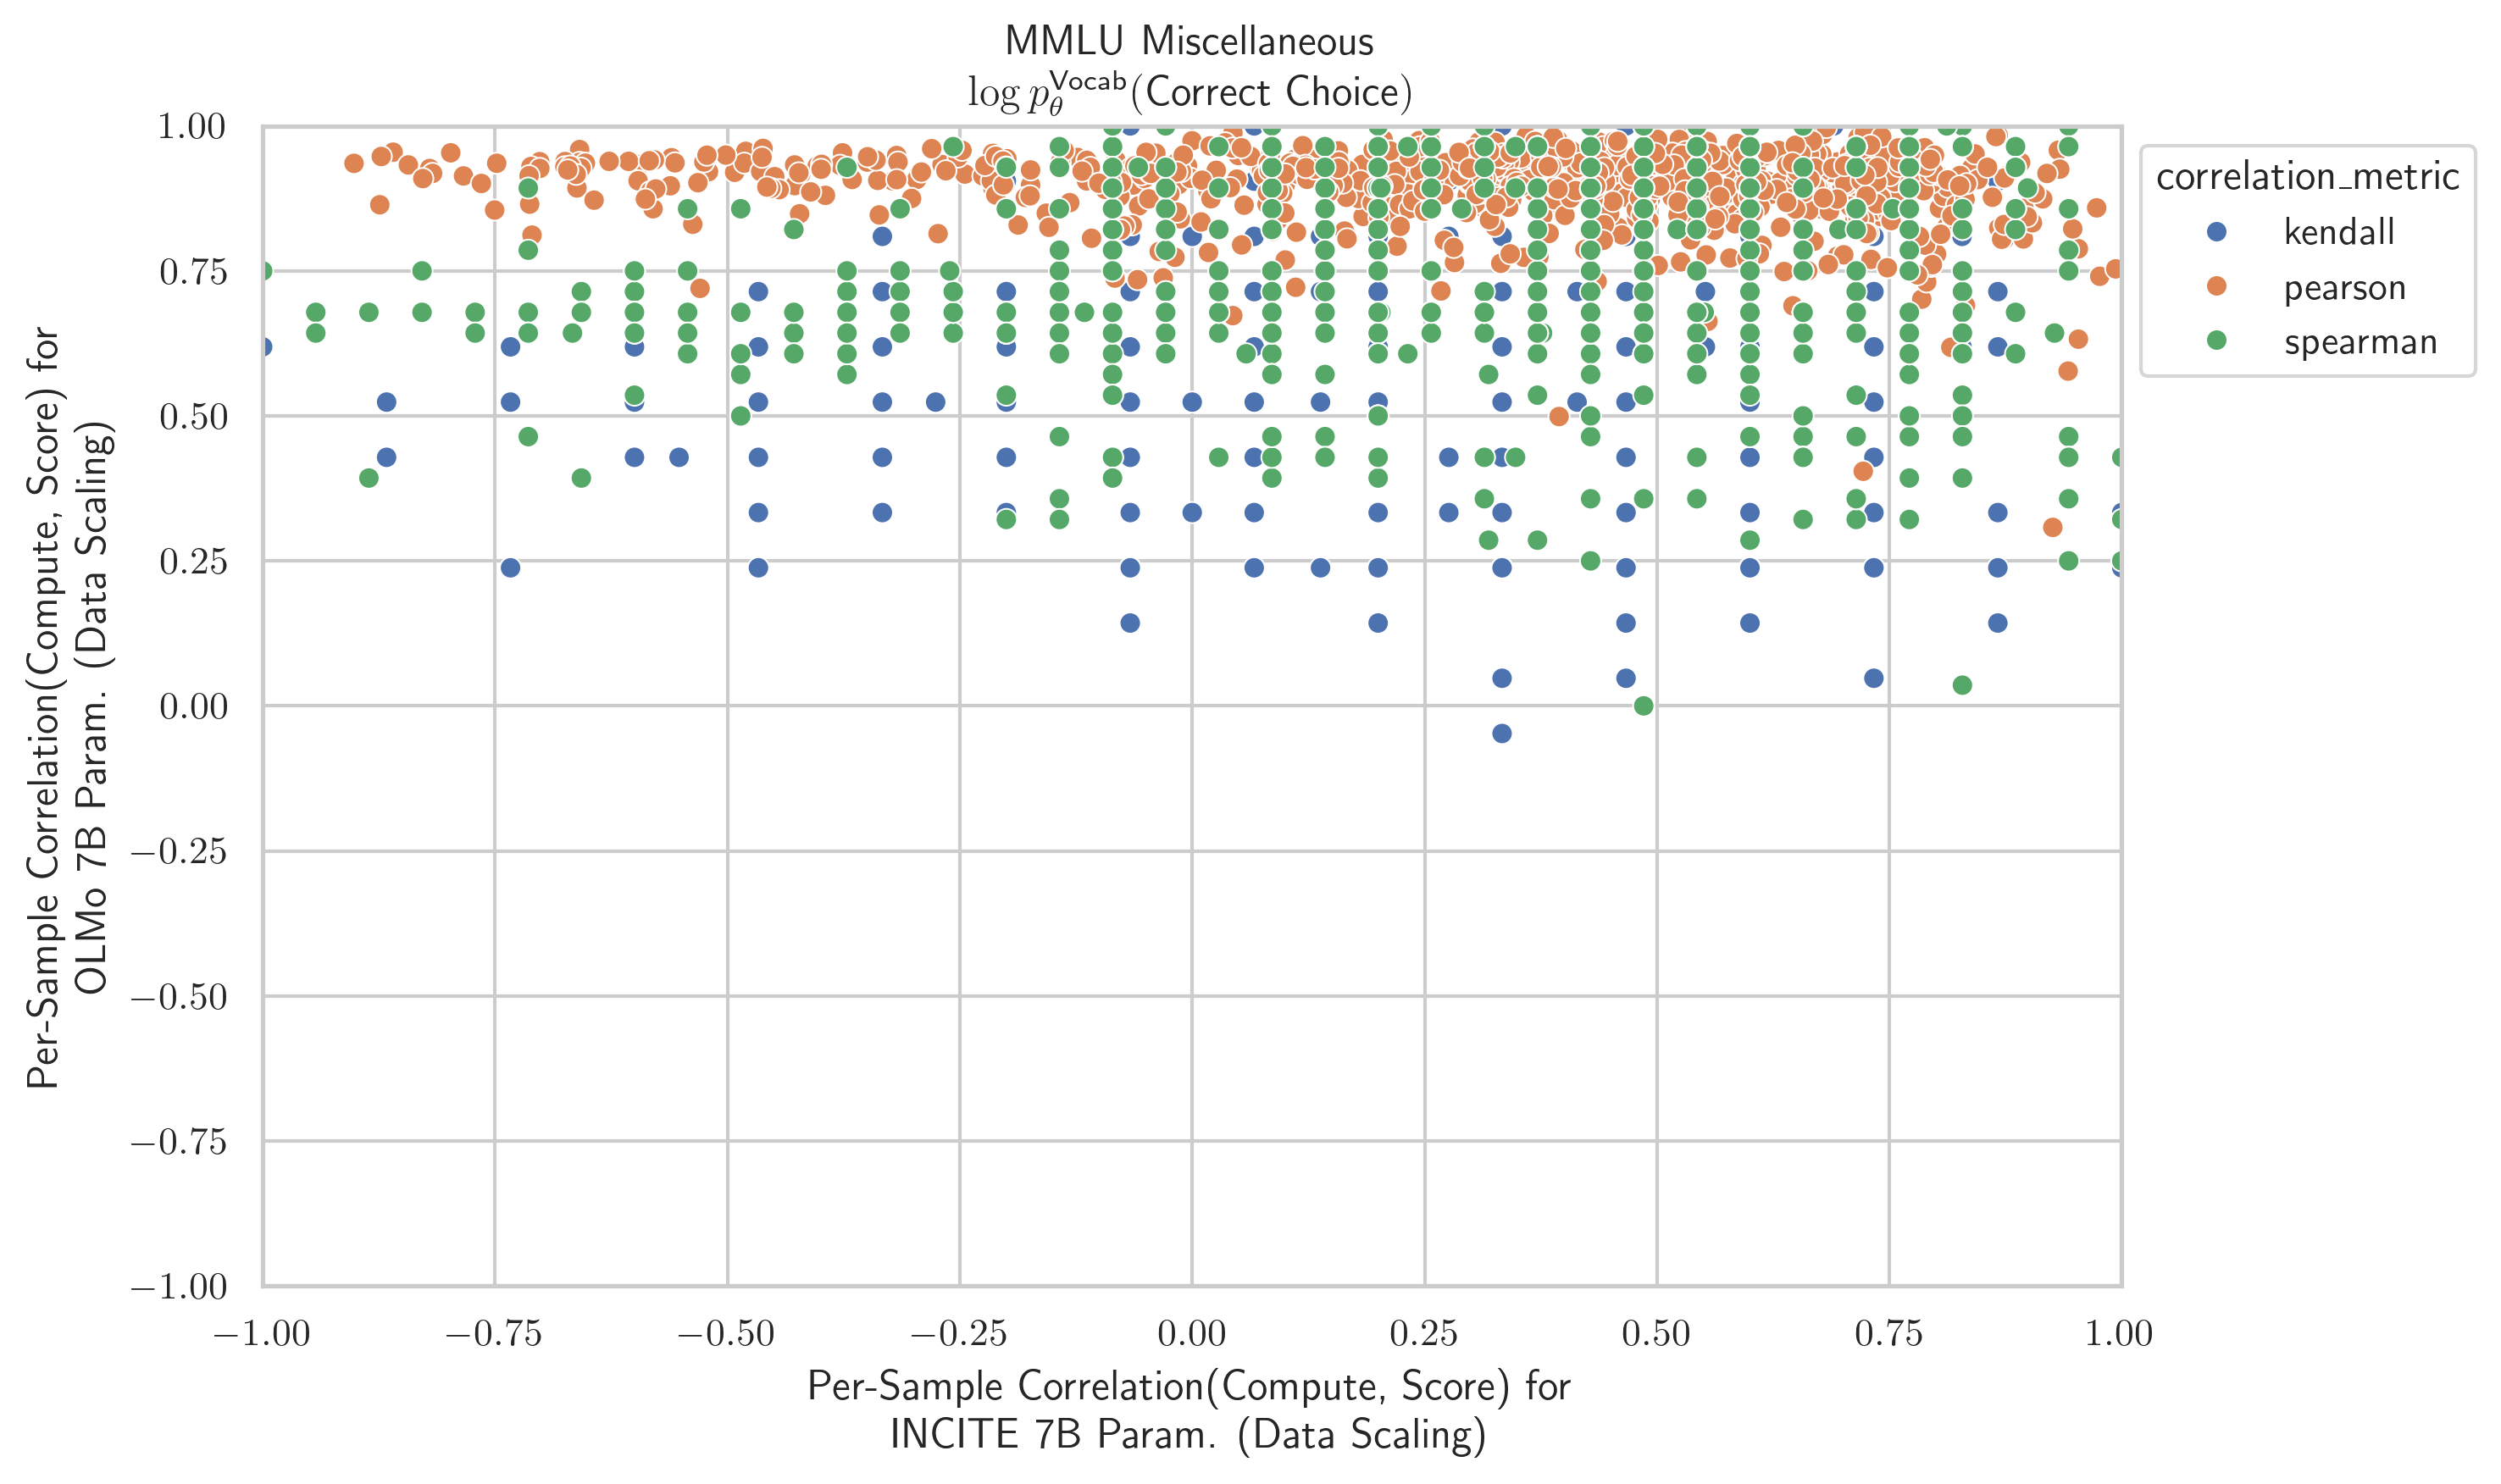 MMLU Miscellaneous
log p_θ^Vocab(Correct Choice)
1.00
0.75
0.50
0.25
0.00
−0.25
−0.50
−0.75
−1.00
Per-Sample Correlation(Compute, Score) for
OLMo 7B Param. (Data Scaling)
−1.00 −0.75 −0.50 −0.25 0.00 0.25 0.50 0.75 1.00
Per-Sample Correlation(Compute, Score) for
INCITE 7B Param. (Data Scaling)
correlation_metric
kendall
pearson
spearman